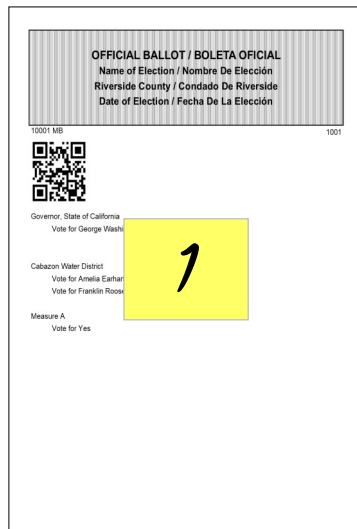 OFFICIAL BALLOT / BOLETA OFICIAL
Name of Election / Nombre De Elección
Riverside County / Condado De Riverside
Date of Election / Fecha De La Elección
10001 MB 1001
Governor, State of California
Vote for George Washi
1
Cabazon Water District
Vote for Amelia Earhar
Vote for Franklin Roose
Measure A
Vote for Yes